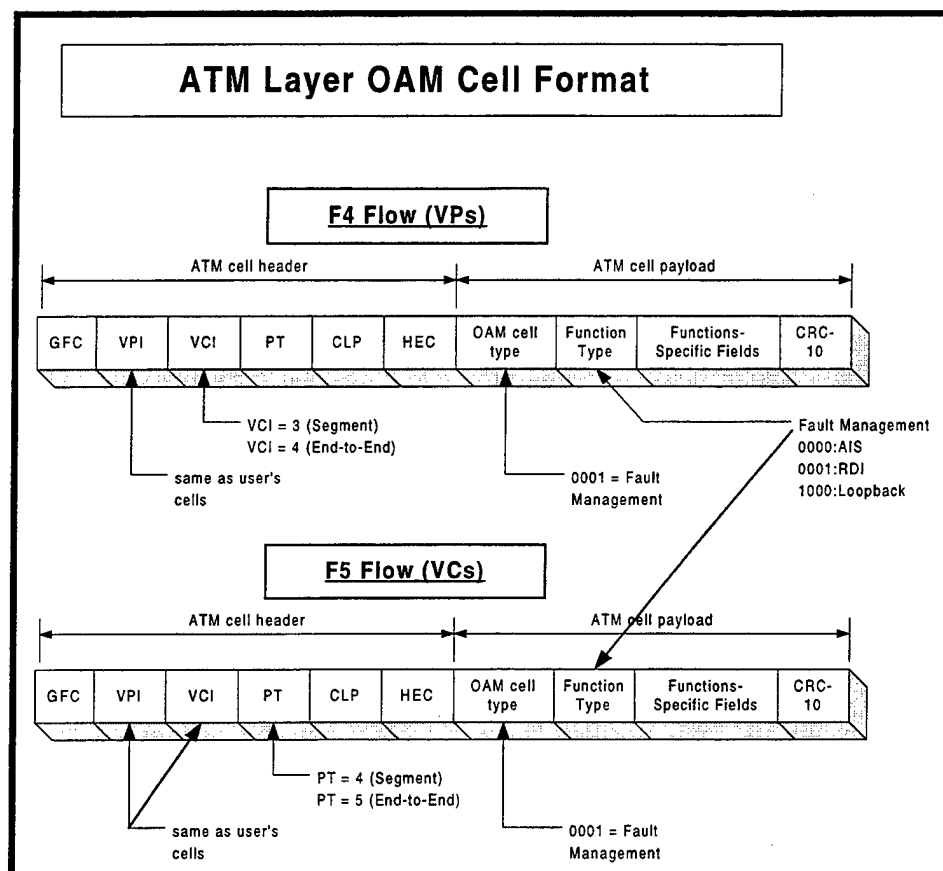 ATM Layer OAM Cell Format
F4 Flow (VPs)
ATM cell header
ATM cell payload
GFC
VPI
VCI
PT
CLP
HEC
OAM cell
type
Function
Type
Functions-
Specific Fields
CRC-
10
VCI = 3 (Segment)
VCI = 4 (End-to-End)
same as user's
cells
0001 = Fault
Management
Fault Management
0000:AIS
0001:RDI
1000:Loopback
F5 Flow (VCs)
ATM cell header
ATM cell payload
GFC
VPI
VCI
PT
CLP
HEC
OAM cell
type
Function
Type
Functions-
Specific Fields
CRC-
10
PT = 4 (Segment)
PT = 5 (End-to-End)
same as user's
cells
0001 = Fault
Management